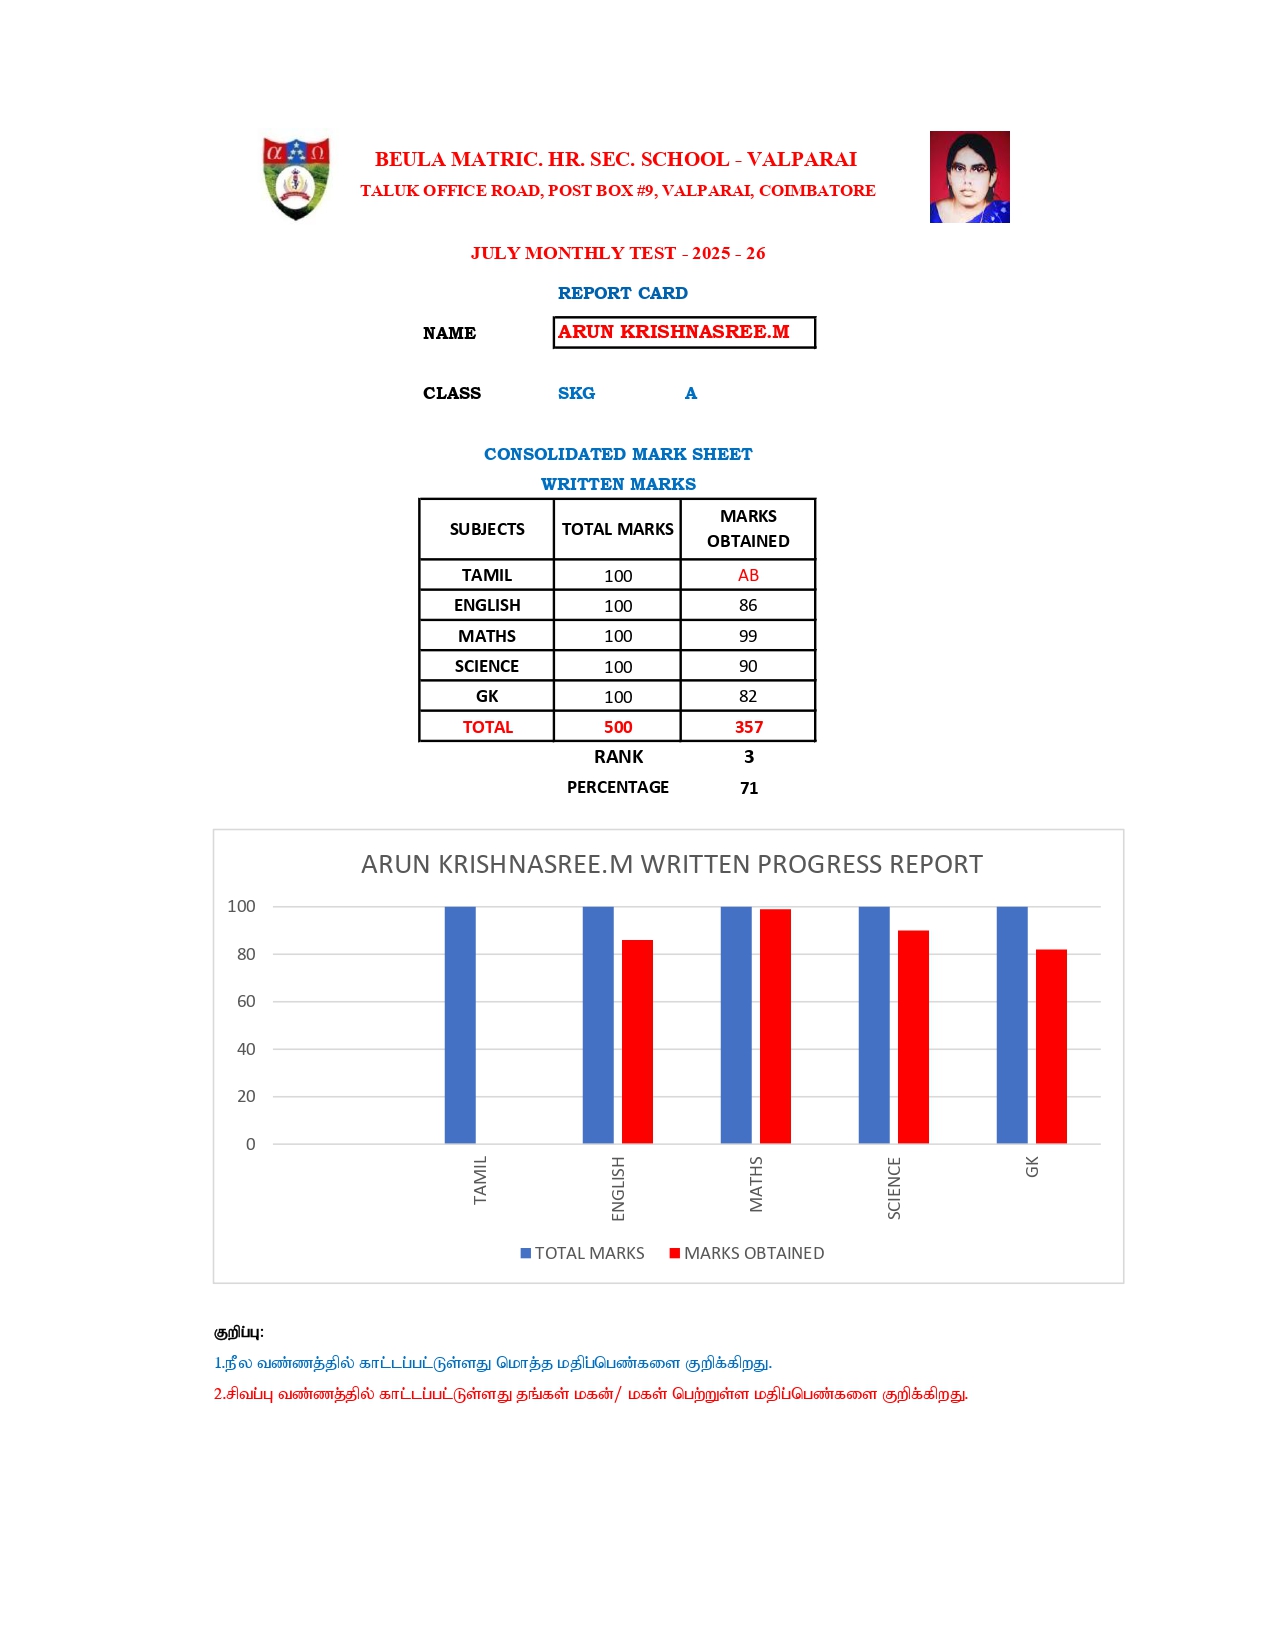 α Ω
BEULA MATRIC. HR. SEC. SCHOOL - VALPARAI
TALUK OFFICE ROAD, POST BOX #9, VALPARAI, COIMBATORE
JULY MONTHLY TEST - 2025 - 26
REPORT CARD
NAME ARUN KRISHNASREE.M
CLASS SKG A
CONSOLIDATED MARK SHEET
WRITTEN MARKS
SUBJECTS TOTAL MARKS MARKS OBTAINED
TAMIL 100 AB
ENGLISH 100 86
MATHS 100 99
SCIENCE 100 90
GK 100 82
TOTAL 500 357
RANK 3
PERCENTAGE 71
ARUN KRISHNASREE.M WRITTEN PROGRESS REPORT
100
80
60
40
20
0
TAMIL ENGLISH MATHS SCIENCE GK
TOTAL MARKS MARKS OBTAINED
குறிப்பு:
1.நீல வண்ணத்தில் காட்டப்பட்டுள்ளது மொத்த மதிப்பெண்களை குறிக்கிறது.
2.சிவப்பு வண்ணத்தில் காட்டப்பட்டுள்ளது தங்கள் மகன்/ மகள் பெற்றுள்ள மதிப்பெண்களை குறிக்கிறது.